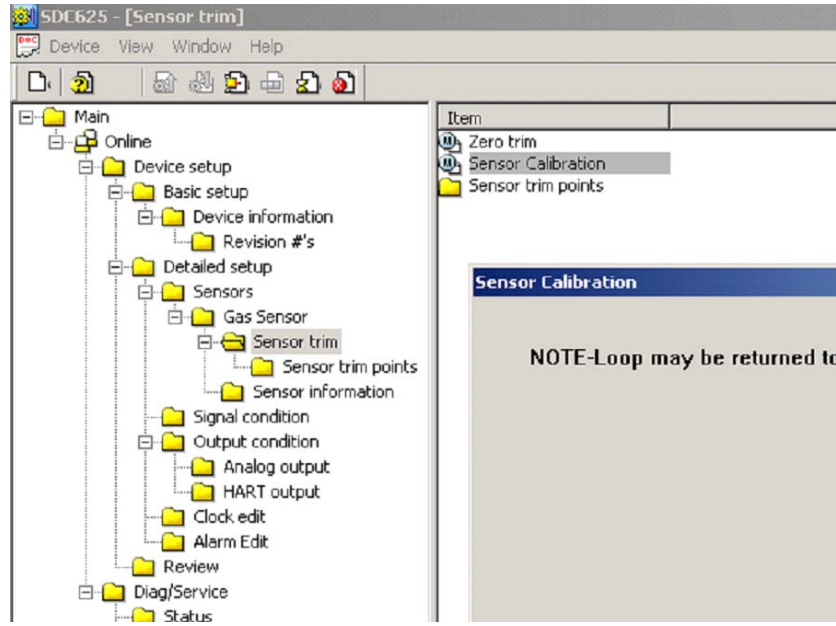 SDC625 - [Sensor trim]
Device View Window Help
Main
Online
Device setup
Basic setup
Device information
Revision #'s
Detailed setup
Sensors
Gas Sensor
Sensor trim
Sensor trim points
Sensor information
Signal condition
Output condition
Analog output
HART output
Clock edit
Alarm Edit
Review
Diag/Service
Status
Item
Zero trim
Sensor Calibration
Sensor trim points
Sensor Calibration
NOTE-Loop may be returned to